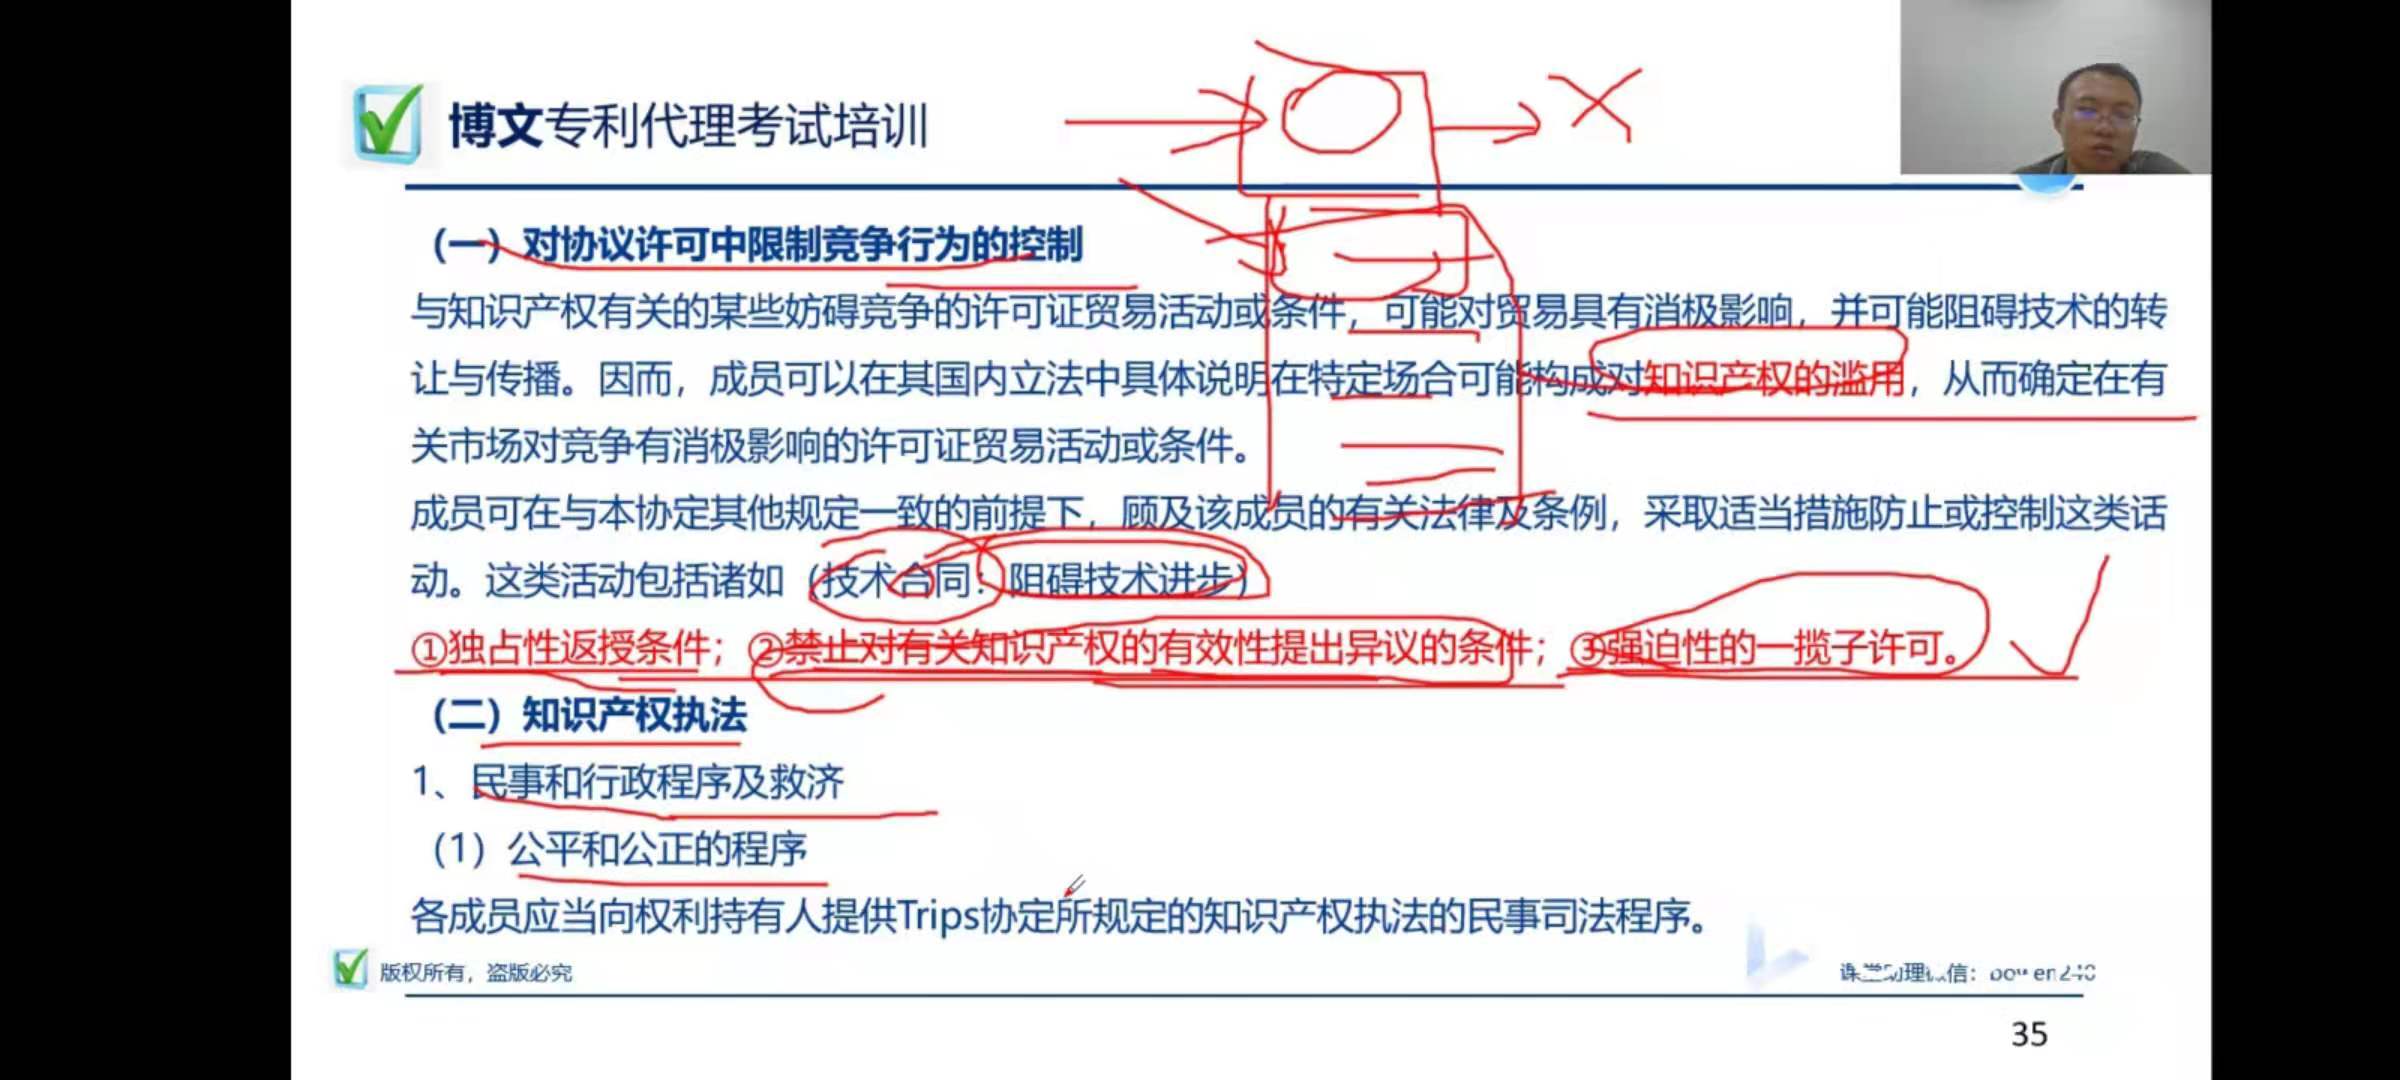 博文专利代理考试培训
（一）对协议许可中限制竞争行为的控制
与知识产权有关的某些妨碍竞争的许可证贸易活动或条件，可能对贸易具有消极影响，并可能阻碍技术的转
让与传播。因而，成员可以在其国内立法中具体说明在特定场合可能构成对知识产权的滥用，从而确定在有
关市场对竞争有消极影响的许可证贸易活动或条件。
成员可在与本协定其他规定一致的前提下，顾及该成员的有关法律及条例，采取适当措施防止或控制这类话
动。这类活动包括诸如（技术合同：阻碍技术进步）
①独占性返授条件；②禁止对有关知识产权的有效性提出异议的条件；③强迫性的一揽子许可。
（二）知识产权执法
1、民事和行政程序及救济
（1）公平和公正的程序
各成员应当向权利持有人提供Trips协定所规定的知识产权执法的民事司法程序。
版权所有，盗版必究
课堂助理微信：
35